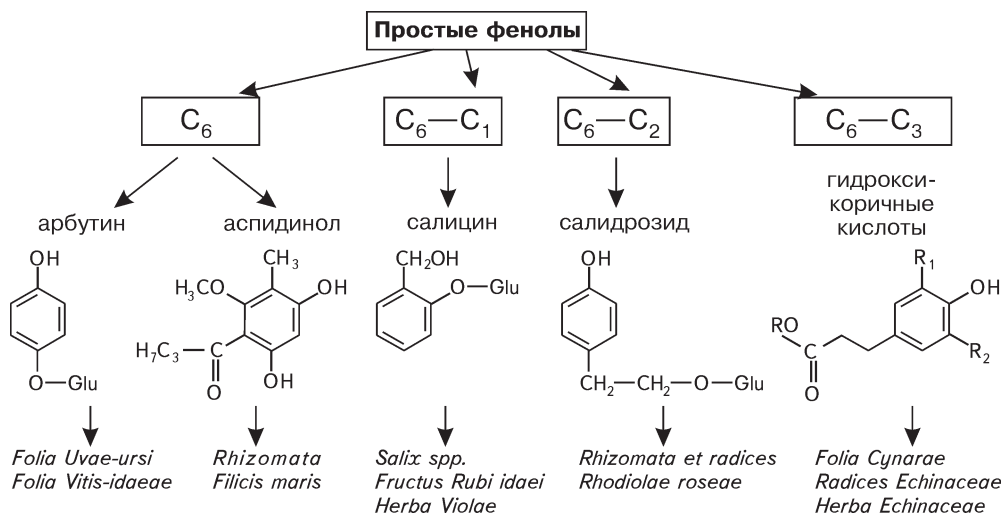 Простые фенолы
C6
C6—C1
C6—C2
C6—C3
арбутин
аспидинол
салицин
салидрозид
гидрокси-
коричные
кислоты
OH
O—Glu
CH3
H3CO
OH
H7C3
C
O
OH
CH2OH
O—Glu
OH
CH2—CH2—O—Glu
R1
OH
RO
C
O
R2
Folia Uvae-ursi
Folia Vitis-idaeae
Rhizomata
Filicis maris
Salix spp.
Fructus Rubi idaei
Herba Violae
Rhizomata et radices
Rhodiolae roseae
Folia Cynarae
Radices Echinaceae
Herba Echinaceae